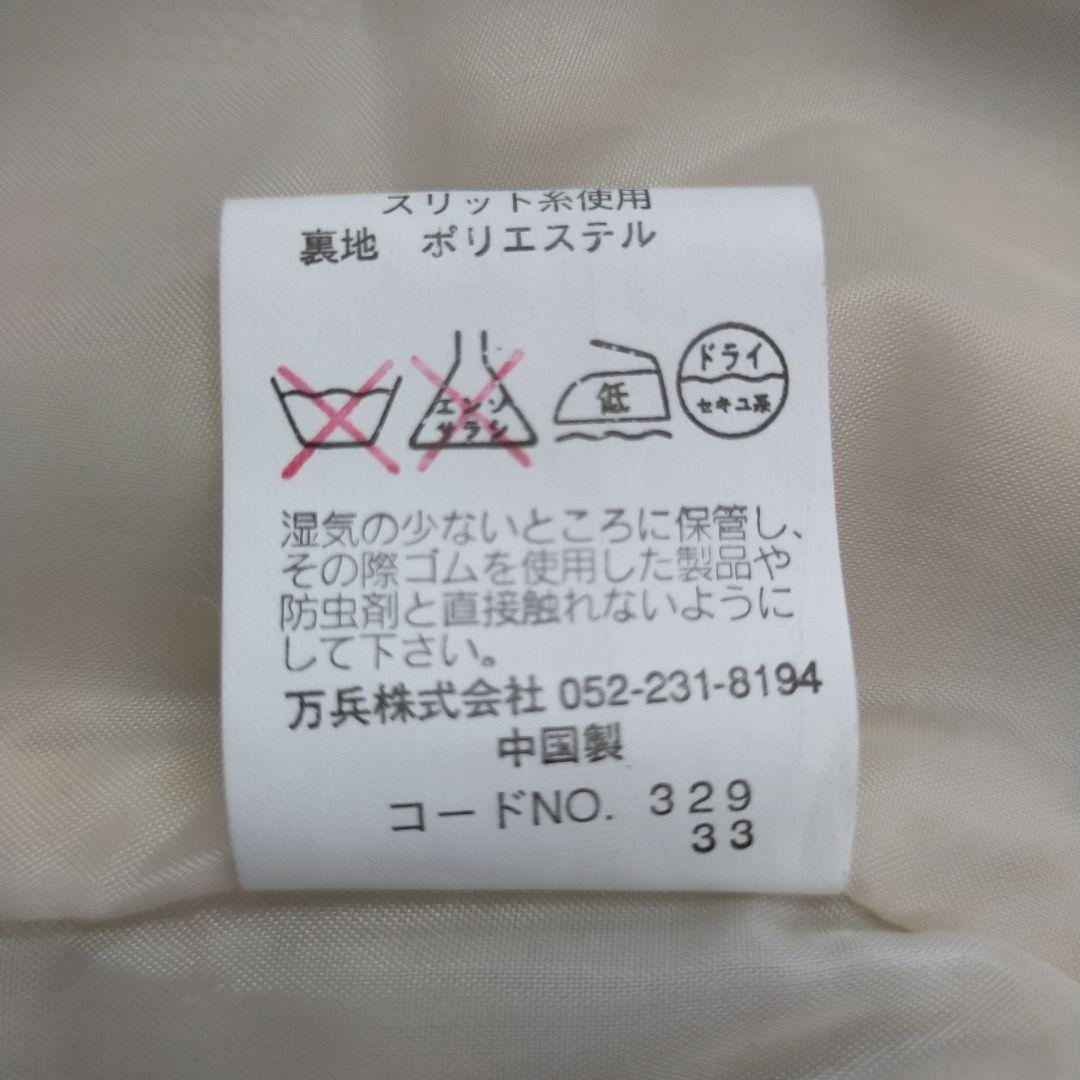 スリット糸使用
裏地　ポリエステル
エンソ
サラシ
低
ドライ
セキユ系
湿気の少ないところに保管し、
その際ゴムを使用した製品や
防虫剤と直接触れないように
して下さい。
万兵株式会社 052-231-8194
中国製
コードNO. 329
33